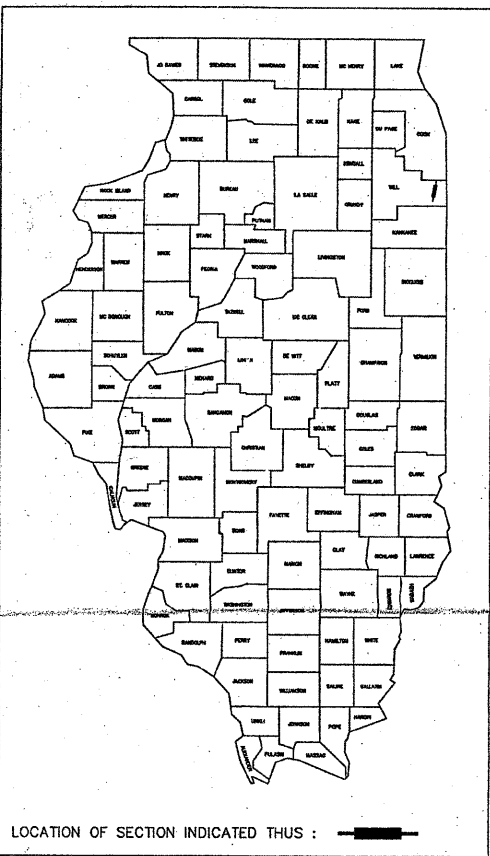 JO DAVIES STEPHENSON WINNEBAGO BOONE MC HENRY LAKE
CARROLL OGLE DE KALB KANE DU PAGE COOK
WHITESIDE LEE
KENDALL
ROCK ISLAND HENRY BUREAU LA SALLE GRUNDY WILL
MERCER PUTNAM
STARK MARSHALL KANKAKEE
HENDERSON WARREN KNOX PEORIA WOODFORD LIVINGSTON
IROQUOIS
HANCOCK MC DONOUGH FULTON TAZEWELL MC CLEAN FORD
SCHUYLER MASON DE WITT CHAMPAIGN VERMILION
ADAMS BROWN CASS MENARD PIATT
MACON
PIKE SCOTT MORGAN SANGAMON DOUGLAS EDGAR
CHRISTIAN MOULTRIE COLES
GREENE MACOUPIN SHELBY
CALHOUN JERSEY MONTGOMERY CUMBERLAND CLARK
FAYETTE EFFINGHAM JASPER CRAWFORD
MADISON BOND
CLAY RICHLAND LAWRENCE
ST. CLAIR CLINTON MARION WAYNE
WASHINGTON JEFFERSON
MONROE
RANDOLPH PERRY HAMILTON WHITE
FRANKLIN
JACKSON WILLIAMSON SALINE GALLATIN
UNION JOHNSON POPE HARDIN
ALEXANDER PULASKI MASSAC
LOCATION OF SECTION INDICATED THUS :